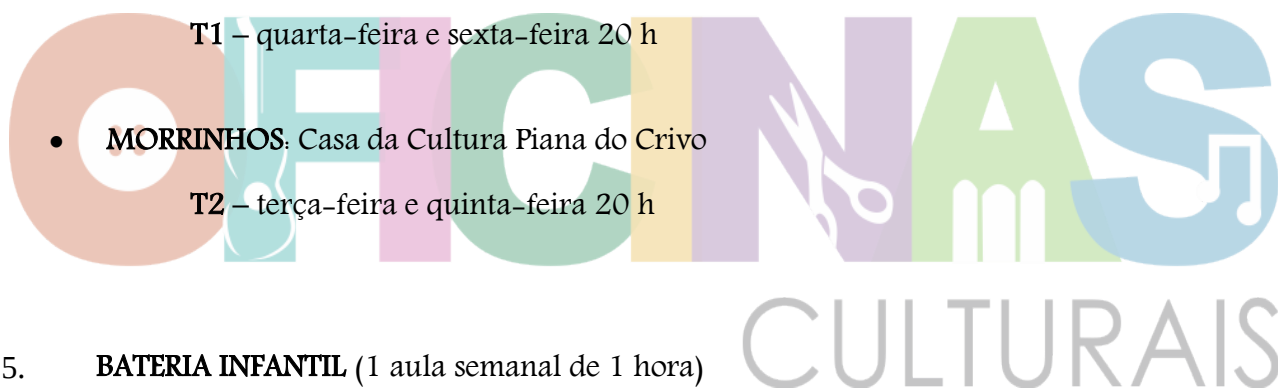 T1 – quarta-feira e sexta-feira 20 h
• MORRINHOS: Casa da Cultura Piana do Crivo
T2 – terça-feira e quinta-feira 20 h
OFICINAS
CULTURAIS
5. BATERIA INFANTIL (1 aula semanal de 1 hora)